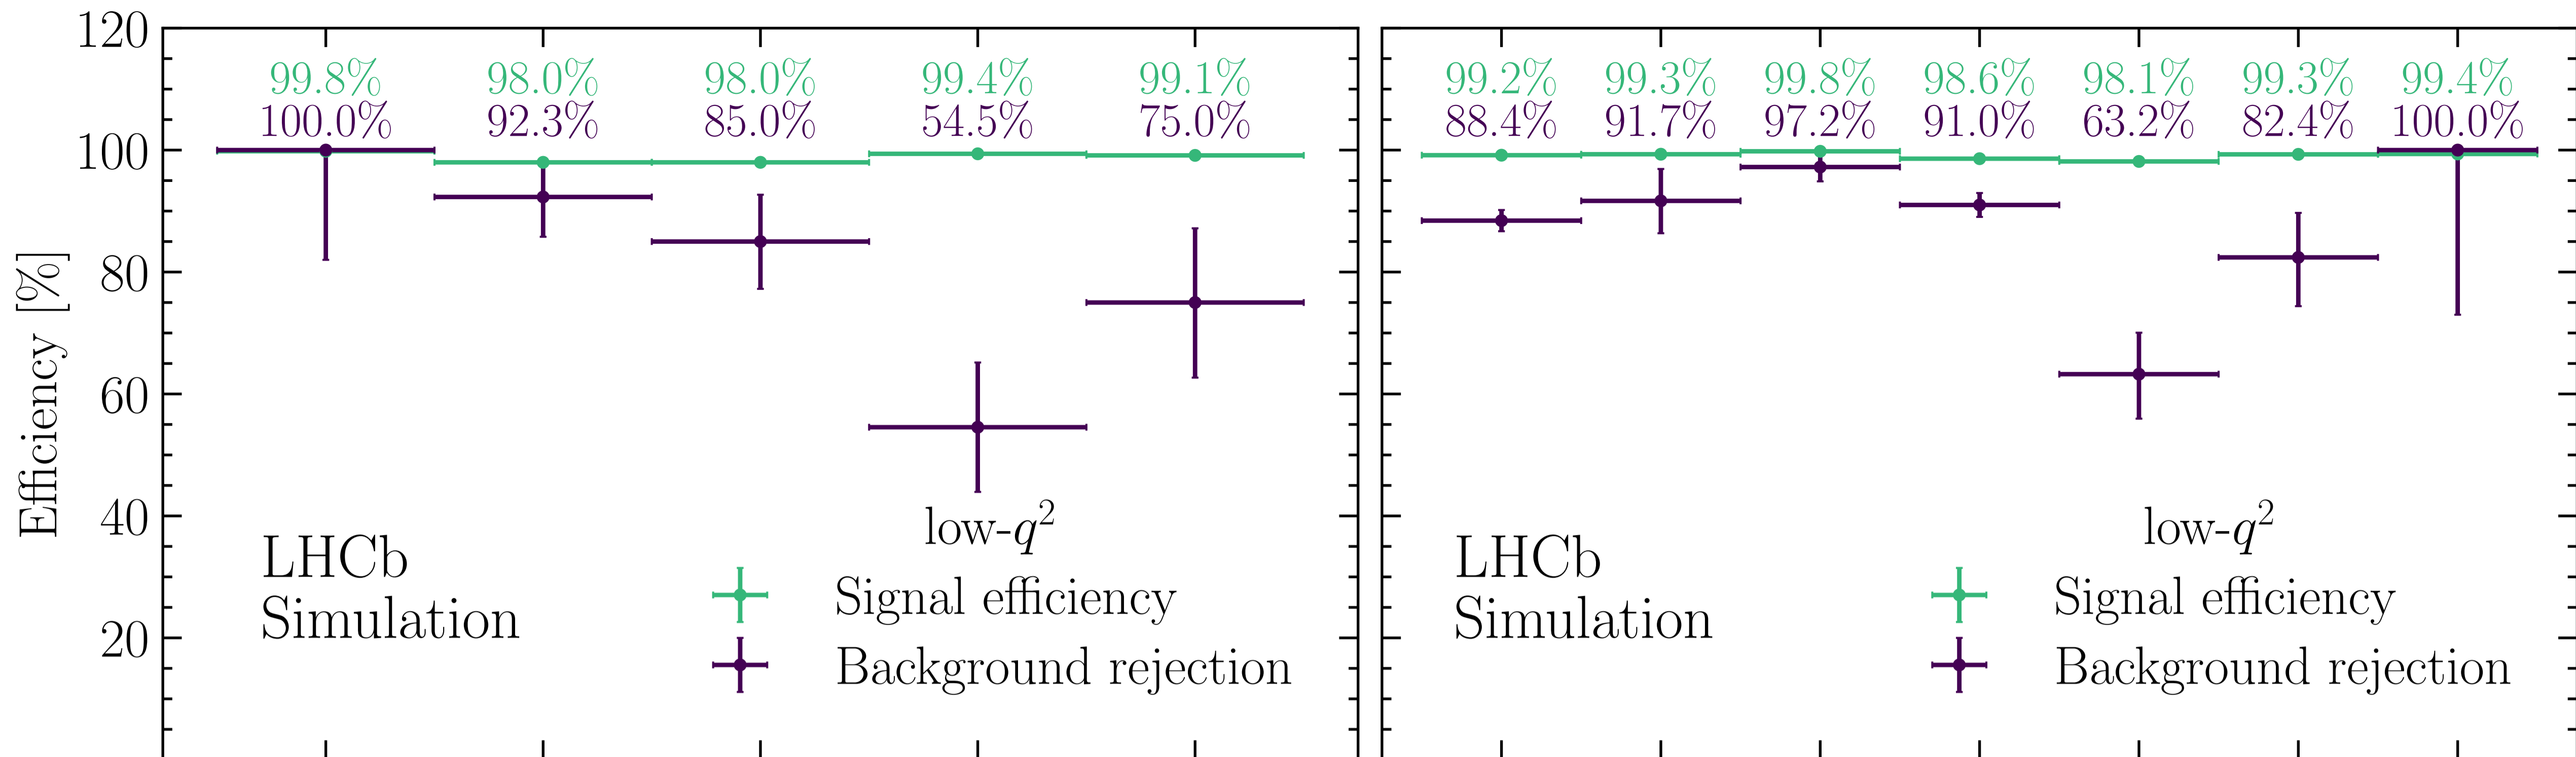 120
100
80
60
40
20
Efficiency [%]
99.8% 98.0% 98.0% 99.4% 99.1%
100.0% 92.3% 85.0% 54.5% 75.0%
low-q²
LHCb
Simulation
Signal efficiency
Background rejection
99.2% 99.3% 99.8% 98.6% 98.1% 99.3% 99.4%
88.4% 91.7% 97.2% 91.0% 63.2% 82.4% 100.0%
low-q²
LHCb
Simulation
Signal efficiency
Background rejection